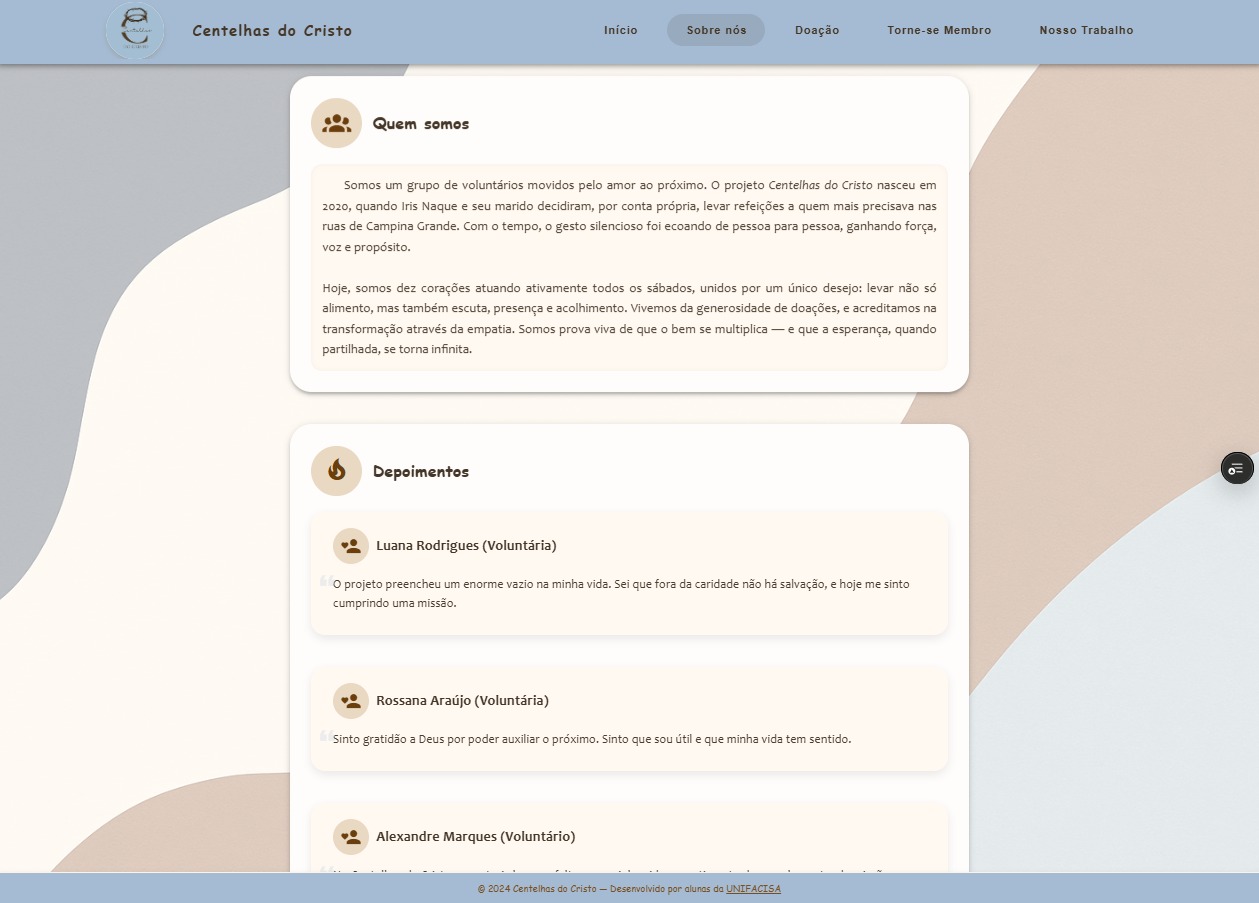 Centelhas
Centelhas do Cristo
Início
Sobre nós
Doação
Torne-se Membro
Nosso Trabalho
Quem somos
Somos um grupo de voluntários movidos pelo amor ao próximo. O projeto Centelhas do Cristo nasceu em
2020, quando Iris Naque e seu marido decidiram, por conta própria, levar refeições a quem mais precisava nas
ruas de Campina Grande. Com o tempo, o gesto silencioso foi ecoando de pessoa para pessoa, ganhando força,
voz e propósito.
Hoje, somos dez corações atuando ativamente todos os sábados, unidos por um único desejo: levar não só
alimento, mas também escuta, presença e acolhimento. Vivemos da generosidade de doações, e acreditamos na
transformação através da empatia. Somos prova viva de que o bem se multiplica — e que a esperança, quando
partilhada, se torna infinita.
Depoimentos
Luana Rodrigues (Voluntária)
“O projeto preencheu um enorme vazio na minha vida. Sei que fora da caridade não há salvação, e hoje me sinto
cumprindo uma missão.
Rossana Araújo (Voluntária)
“Sinto gratidão a Deus por poder auxiliar o próximo. Sinto que sou útil e que minha vida tem sentido.
Alexandre Marques (Voluntário)
© 2024 Centelhas do Cristo — Desenvolvido por alunas da UNIFACISA